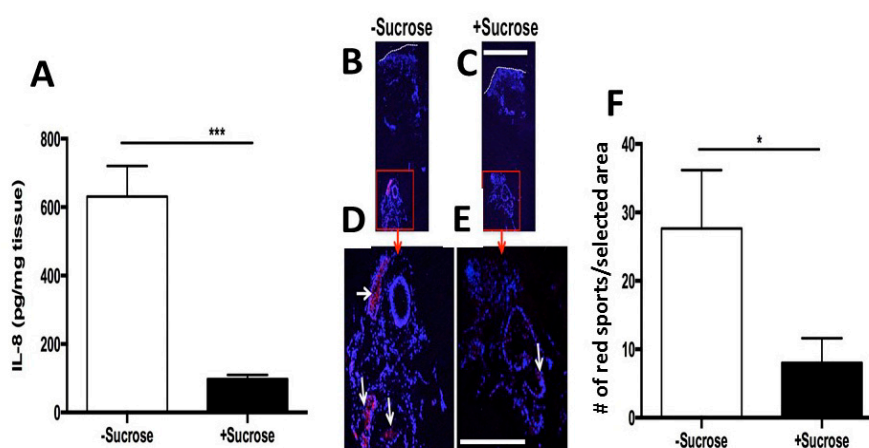 A
IL-8 (pg/mg tissue)
800
600
400
200
0
***
-Sucrose
+Sucrose
-Sucrose
+Sucrose
B
C
D
E
F
# of red sports/selected area
40
30
20
10
0
*
-Sucrose
+Sucrose